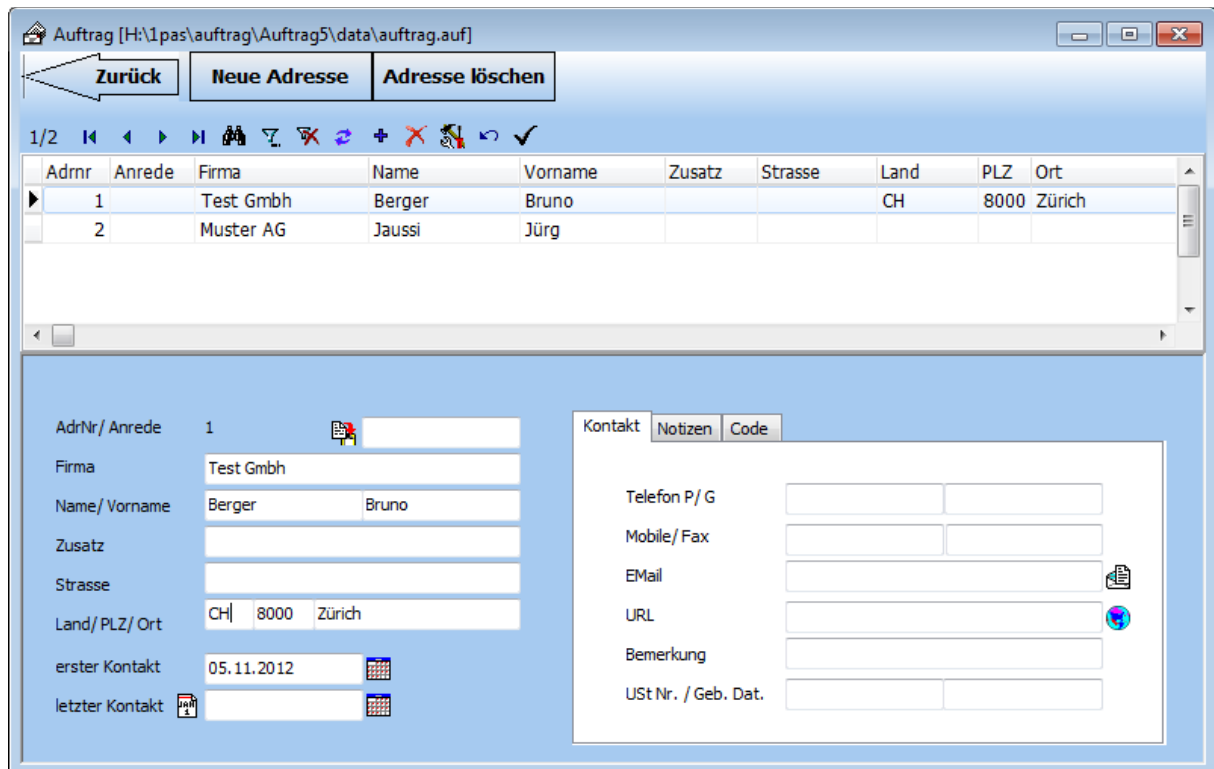 Auftrag [H:\1pas\auftrag\Auftrag5\data\auftrag.auf]
Zurück Neue Adresse Adresse löschen
1/2
Adrnr Anrede Firma Name Vorname Zusatz Strasse Land PLZ Ort
1 Test Gmbh Berger Bruno CH 8000 Zürich
2 Muster AG Jaussi Jürg
AdrNr/ Anrede 1
Firma Test Gmbh
Name/ Vorname Berger Bruno
Zusatz
Strasse
Land/ PLZ/ Ort CH 8000 Zürich
erster Kontakt 05.11.2012
letzter Kontakt JAN 1
Kontakt Notizen Code
Telefon P/ G
Mobile/ Fax
EMail
URL
Bemerkung
USt Nr. / Geb. Dat.